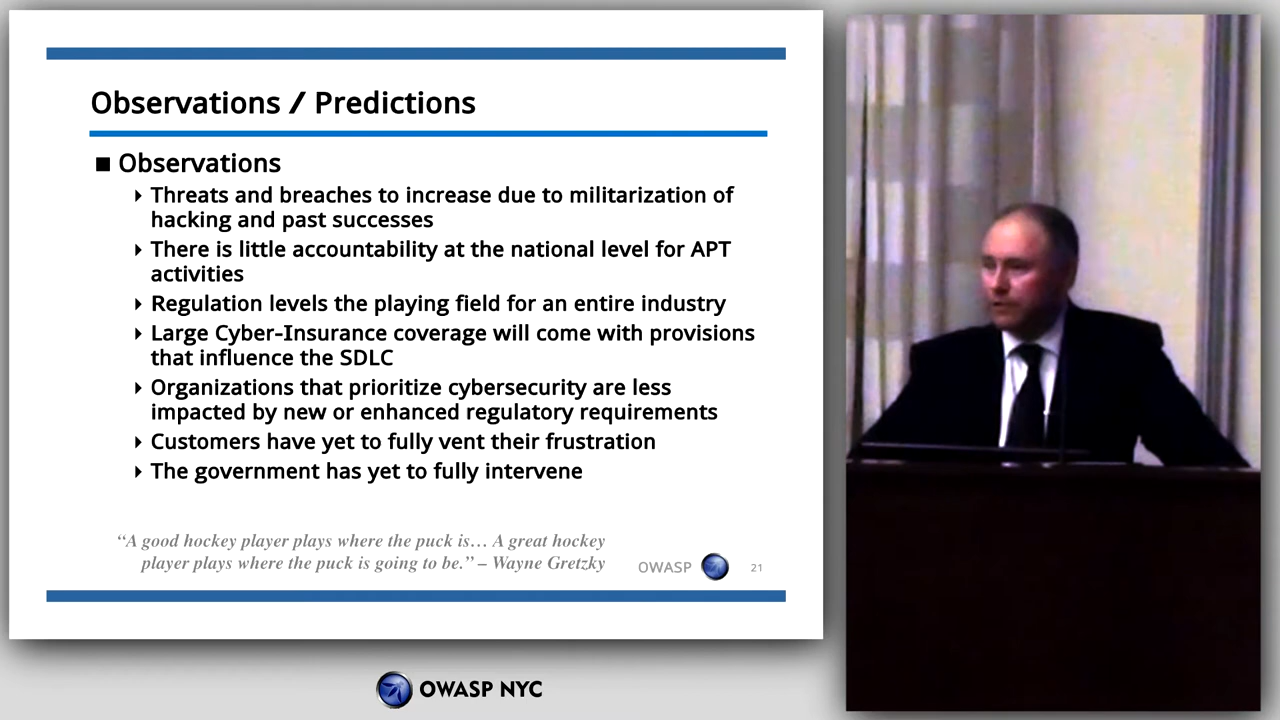 Observations / Predictions
Observations
Threats and breaches to increase due to militarization of
hacking and past successes
There is little accountability at the national level for APT
activities
Regulation levels the playing field for an entire industry
Large Cyber-Insurance coverage will come with provisions
that influence the SDLC
Organizations that prioritize cybersecurity are less
impacted by new or enhanced regulatory requirements
Customers have yet to fully vent their frustration
The government has yet to fully intervene
“A good hockey player plays where the puck is… A great hockey
player plays where the puck is going to be.” – Wayne Gretzky
OWASP 21
OWASP NYC